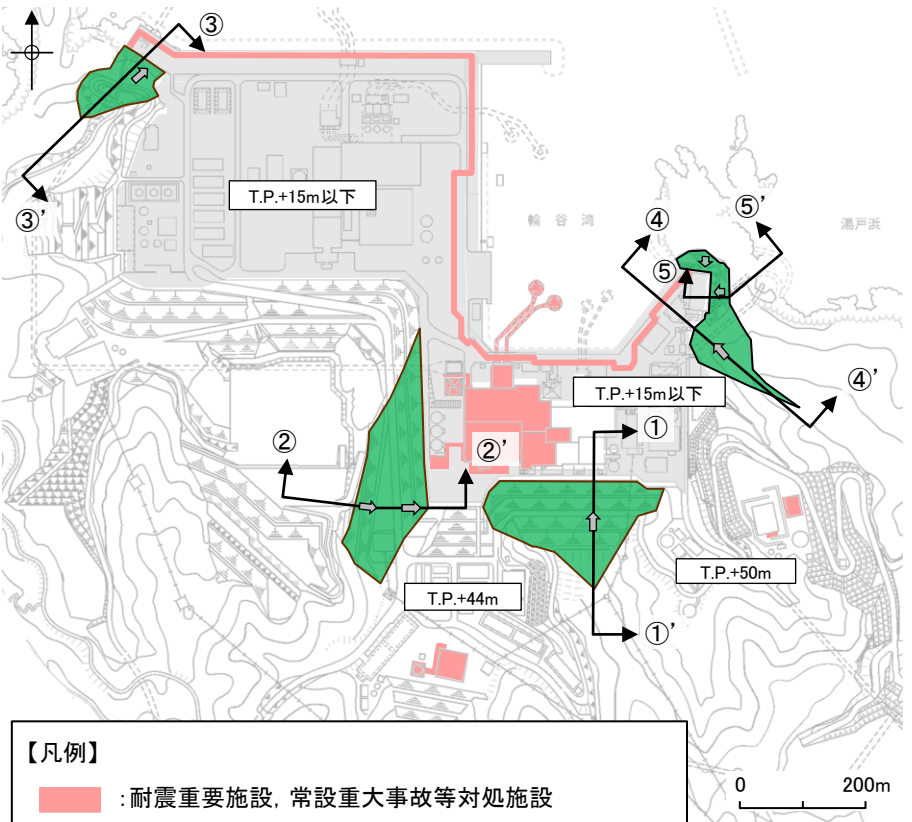 ③
③'
T.P.+15m以下
輪谷湾
湯戸浜
④
⑤'
⑤
④'
T.P.+15m以下
①
②
②'
T.P.+50m
T.P.+44m
①'
【凡例】
:耐震重要施設,常設重大事故等対処施設
0 200m